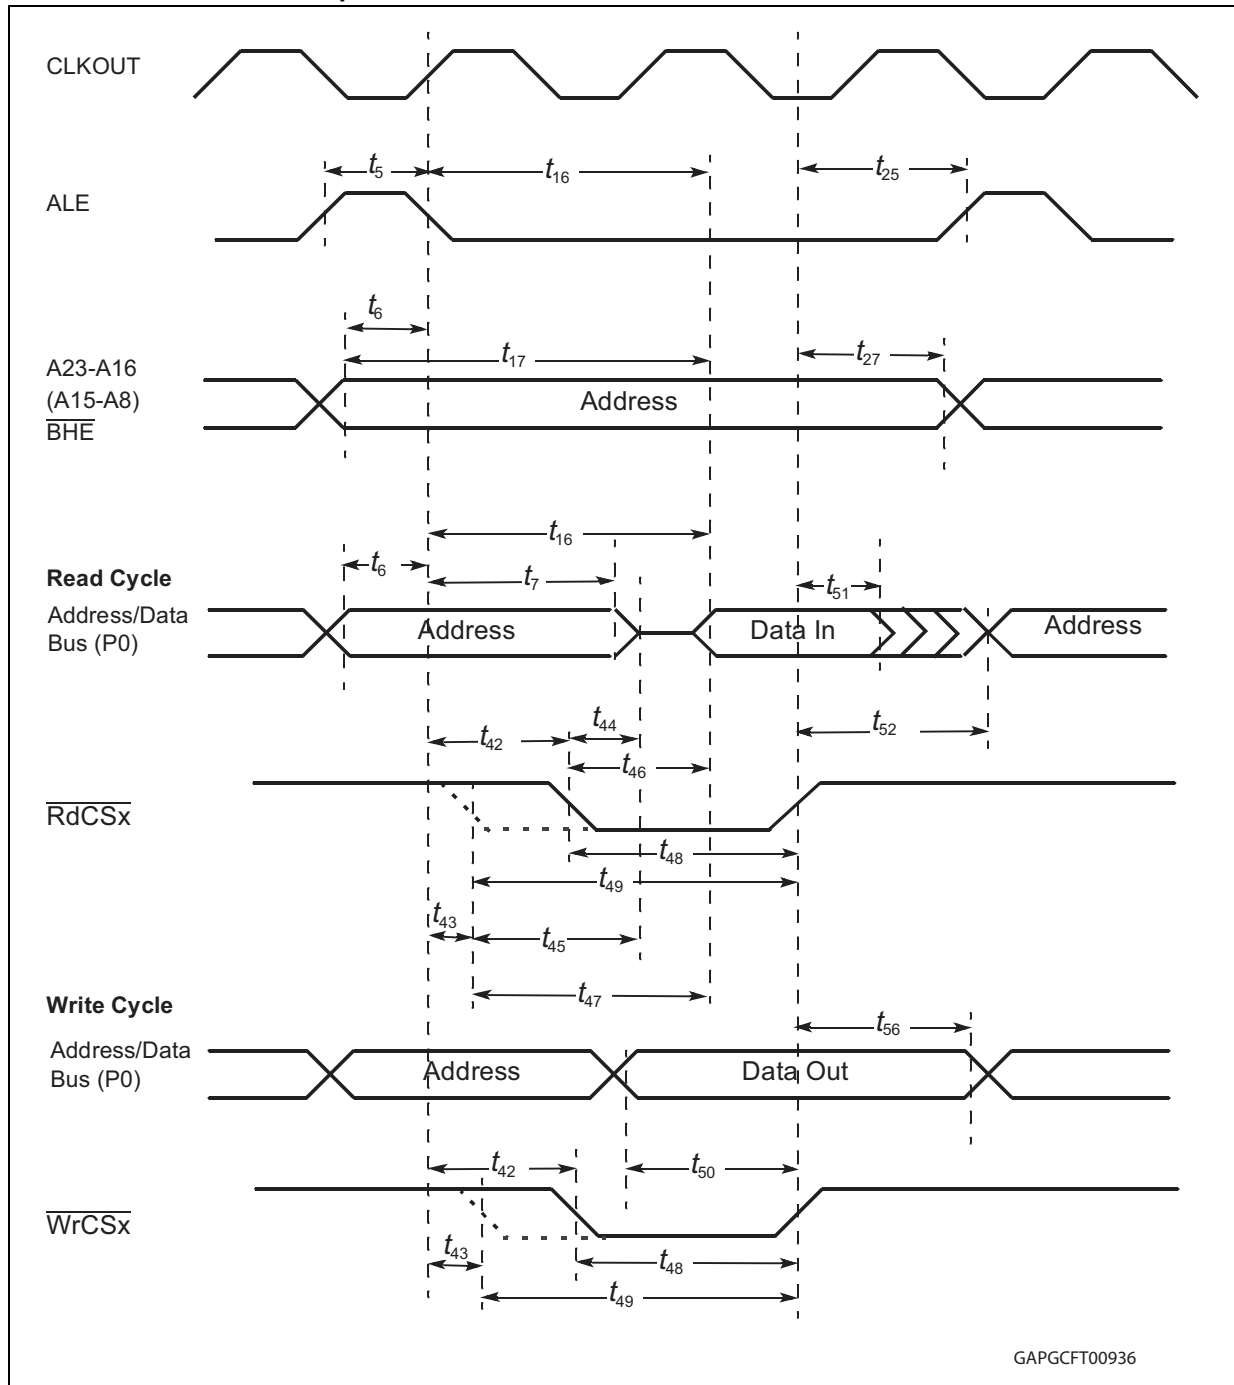 CLKOUT
t5
t16
t25
ALE
t6
t17
t27
A23-A16
(A15-A8)
BHE
Address
t16
t6
t7
t51
Read Cycle
Address/Data
Bus (P0)
Address
Data In
Address
t42
t44
t52
t46
RdCSx
t48
t49
t43
t45
t47
Write Cycle
t56
Address/Data
Bus (P0)
Address
Data Out
t42
t50
WrCSx
t43
t48
t49
GAPGCFT00936